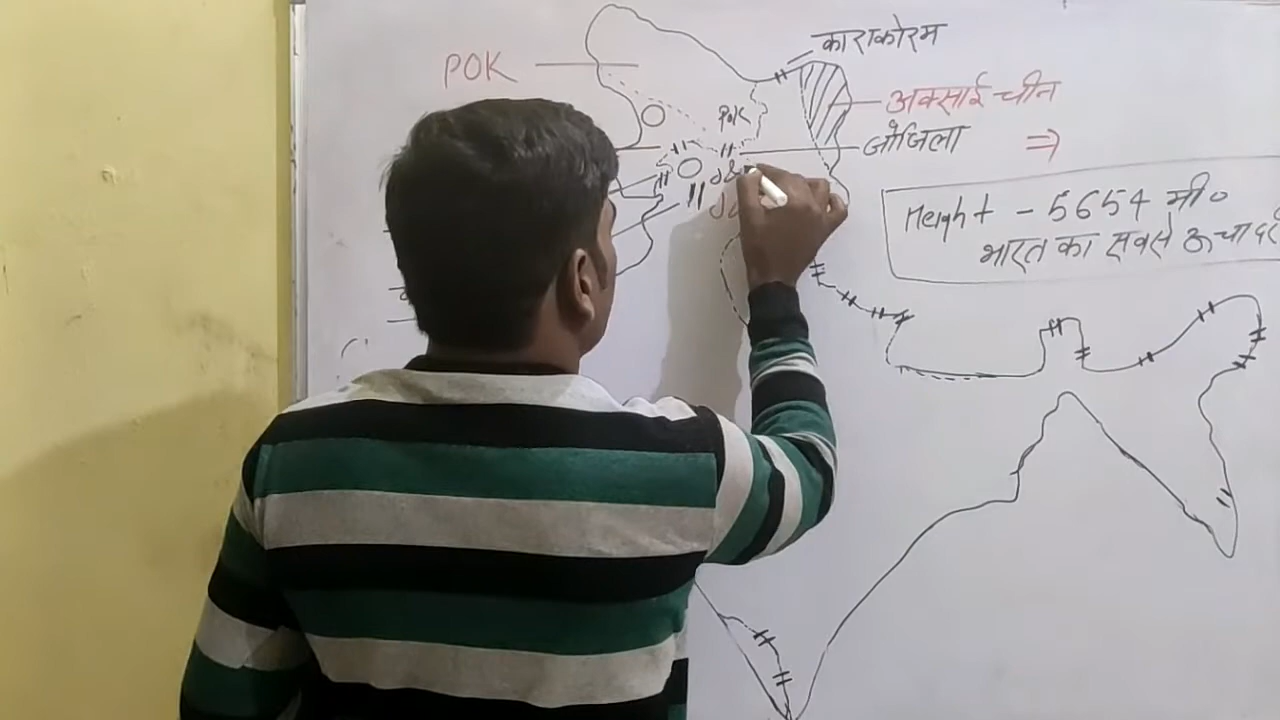 काराकोरम
POK
अक्साई चीन
POK
जोजिला ⇒
J&
Height - 5654 मी०
भारत का सबसे ऊचा